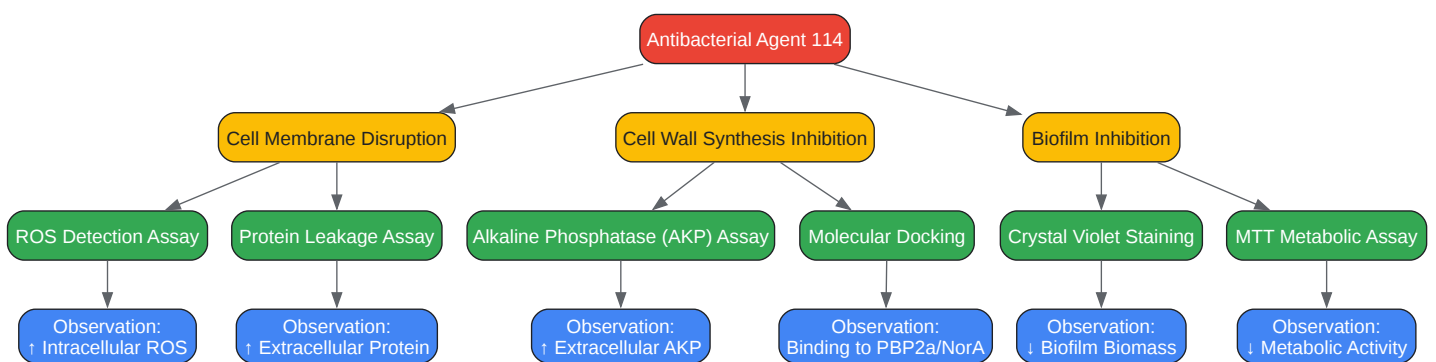 Antibacterial Agent 114
Cell Membrane Disruption
Cell Wall Synthesis Inhibition
Biofilm Inhibition
ROS Detection Assay
Protein Leakage Assay
Alkaline Phosphatase (AKP) Assay
Molecular Docking
Crystal Violet Staining
MTT Metabolic Assay
Observation:
↑ Intracellular ROS
Observation:
↑ Extracellular Protein
Observation:
↑ Extracellular AKP
Observation:
Binding to PBP2a/NorA
Observation:
↓ Biofilm Biomass
Observation:
↓ Metabolic Activity